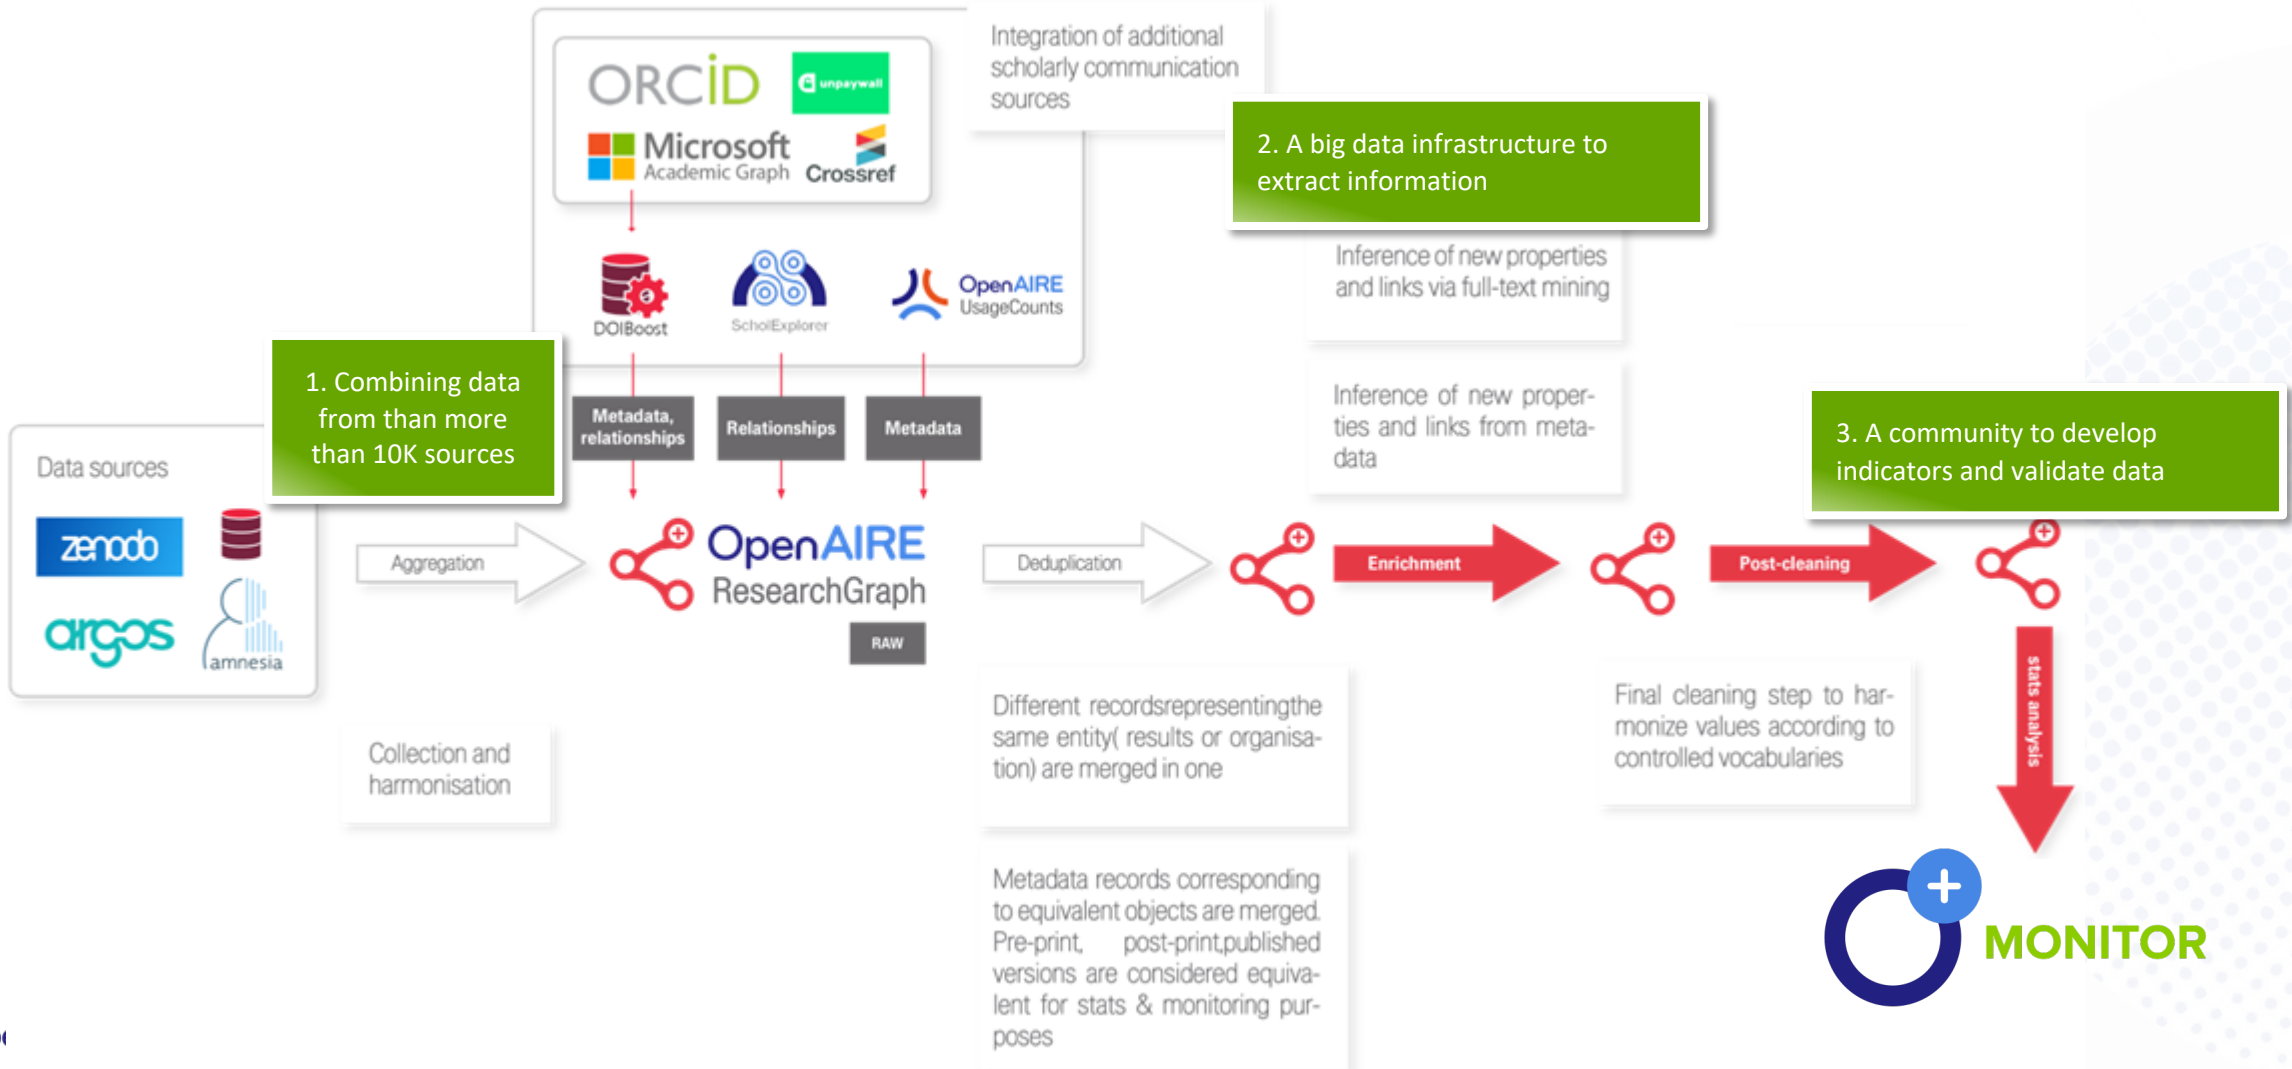 ORCiD
unpaywall
Microsoft
Academic Graph
Crossref
Integration of additional
scholarly communication
sources
2. A big data infrastructure to
extract information
DOIBoost
ScholExplorer
OpenAIRE
UsageCounts
Inference of new properties
and links via full-text mining
1. Combining data
from than more
than 10K sources
Metadata,
relationships
Relationships
Metadata
Inference of new proper-
ties and links from meta-
data
3. A community to develop
indicators and validate data
Data sources
zenodo
argos
amnesia
Aggregation
OpenAIRE
ResearchGraph
RAW
Deduplication
Enrichment
Post-cleaning
stats analysis
Collection and
harmonisation
Different recordsrepresentingthe
same entity( results or organisa-
tion) are merged in one
Final cleaning step to har-
monize values according to
controlled vocabularies
Metadata records corresponding
to equivalent objects are merged.
Pre-print, post-print,published
versions are considered equiva-
lent for stats & monitoring pur-
poses
MONITOR